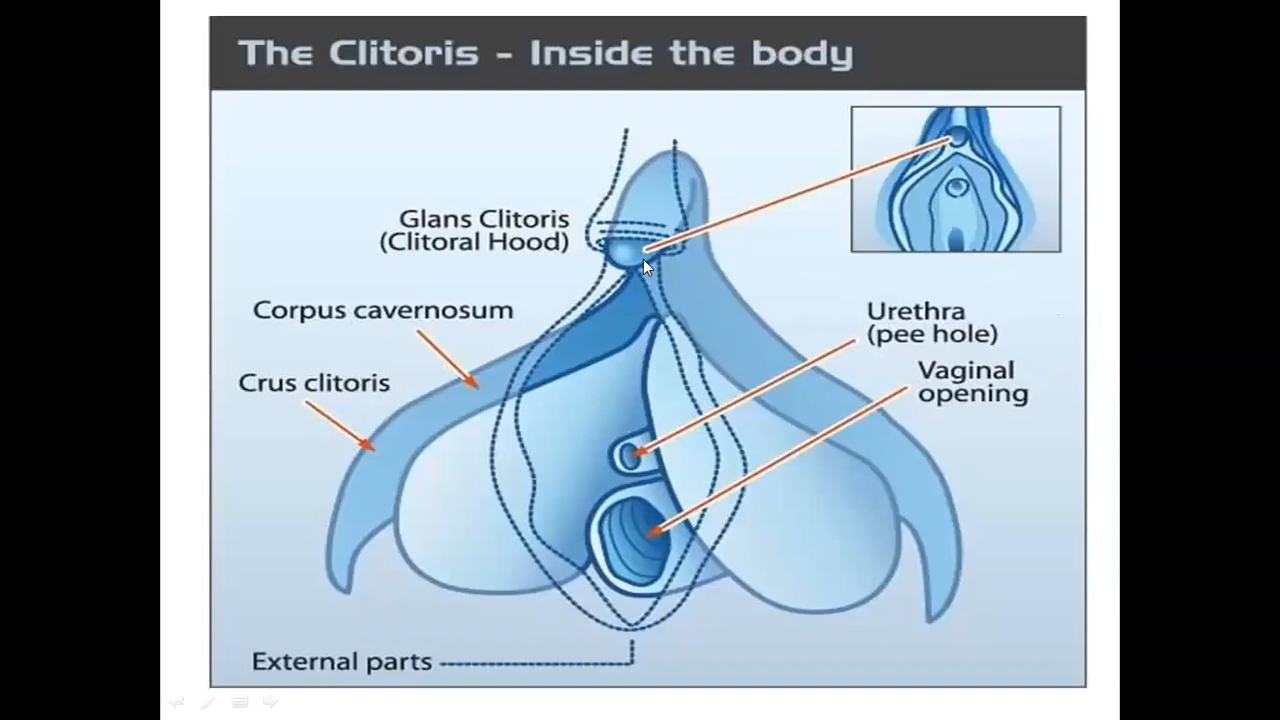 The Clitoris - Inside the body
Glans Clitoris
(Clitoral Hood)
Corpus cavernosum
Crus clitoris
Urethra
(pee hole)
Vaginal
opening
External parts